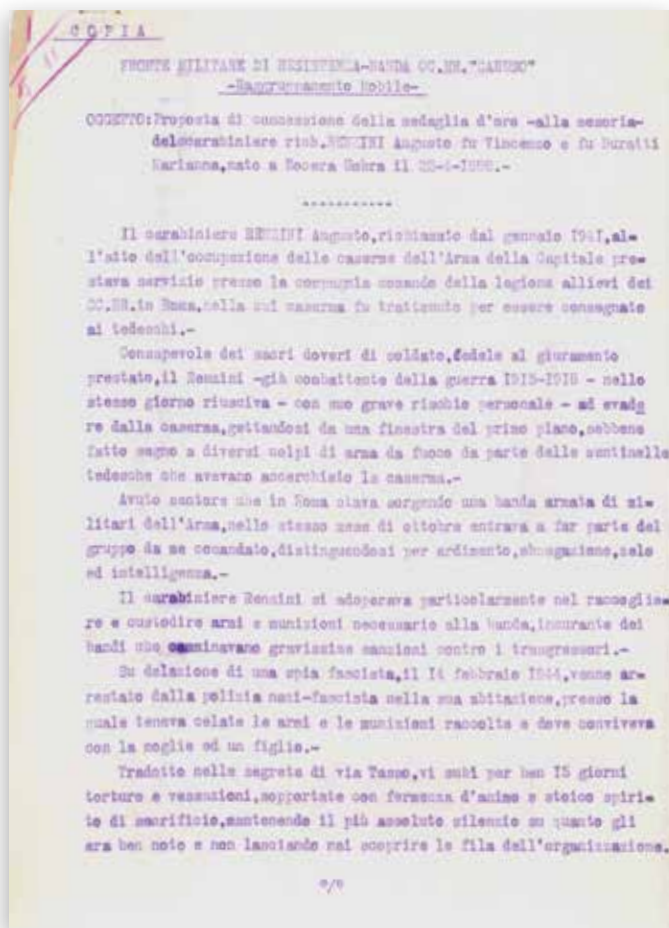 COPIA
FRONTE MILITARE DI RESISTENZA-BANDA CC.RR. "CARUSO"
-Raggruppamento Mobile-
OGGETTO:Proposta di concessione della medaglia d'oro -alla memoria-
del carabiniere rich. RENZINI Augusto fu Vincenzo e fu Buratti
Marianna,nato a Nocera Umbra il
-----------
Il carabiniere RENZINI Augusto,richiamato dal gennaio 1941,al=
l'atto dell'occupazione delle caserme dell'Arma della Capitale pre=
stava servizio presso la compagnia comando della legione allievi dei
CC.RR.in Roma,nella cui caserma fu trattenuto per essere consegnato
ai tedeschi.-
Consapevole dei sacri doveri di soldato,fedele al giuramento
prestato,il Renzini -già combattente della guerra 1915-1918 - nello
stesso giorno riusciva - con suo grave rischio personale - ad evade
re dalla caserma,gettandosi da una finestra del primo piano,sebbene
fatto segno a diversi colpi di arma da fuoco da parte delle sentinelle
tedesche che avevano accerchiato la caserma.-
Avuto sentore che in Roma stava sorgendo una banda armata di mi=
litari dell'Arma,nello stesso mese di ottobre entrava a far parte del
gruppo da me comandato,distinguendosi per ardimento,abnegazione,zelo
ed intelligenza.-
Il carabiniere Renzini si adoperava particolarmente nel raccoglie=
re e custodire armi e munizioni necessarie alla banda,incurante dei
bandi che comminavano gravissime sanzioni contro i trasgressori.-
Su delazione di una spia fascista,il 14 febbraio 1944,venne ar=
restato dalla polizia nazi-fascista nella sua abitazione,presso la
quale teneva celate le armi e le munizioni raccolte e dove conviveva
con la moglie ed un figlio.-
Tradotto nelle segrete di via Tasso,vi subì per ben 15 giorni
torture e vessazioni,sopportate con fermezza d'animo e stoico spiri=
to di sacrificio,mantenendo il più assoluto silenzio su quanto gli
era ben noto e non lasciando mai scoprire le fila dell'organizzazione.